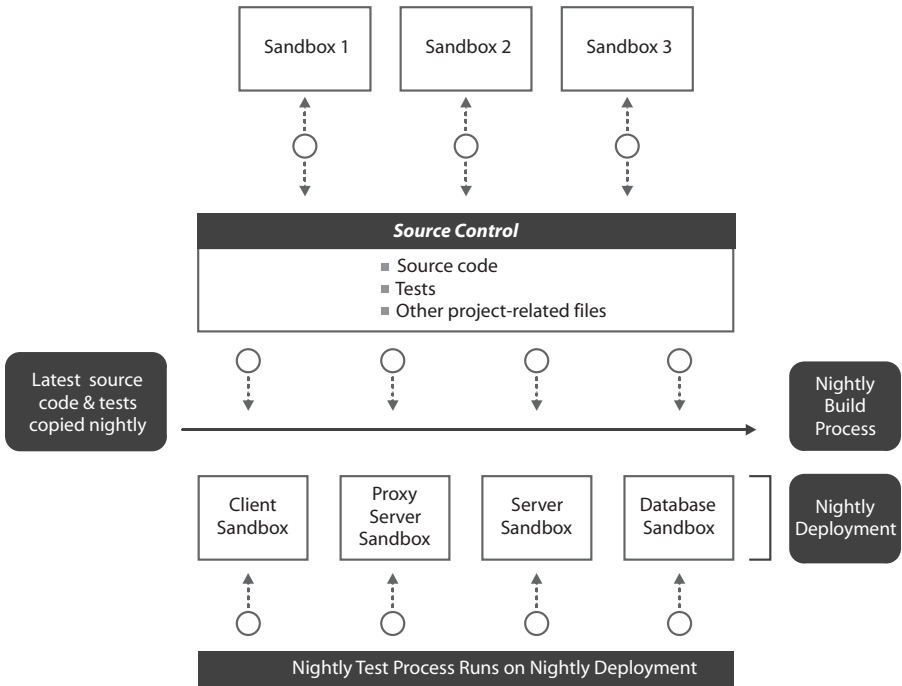 Sandbox 1
Sandbox 2
Sandbox 3
Source Control
Source code
Tests
Other project-related files
Latest source
code & tests
copied nightly
Nightly
Build
Process
Client
Sandbox
Proxy
Server
Sandbox
Server
Sandbox
Database
Sandbox
Nightly
Deployment
Nightly Test Process Runs on Nightly Deployment